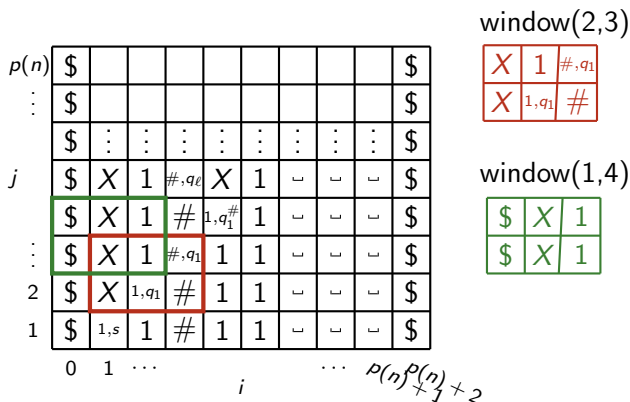 window(2,3)
X 1 #,q₁
X 1,q₁ #
window(1,4)
$ X 1
$ X 1
p(n) $ $
⋮ $ $
$ ⋮ ⋮ ⋮ ⋮ ⋮ ⋮ ⋮ ⋮ $
j $ X 1 #,qℓ X 1 ␣ ␣ ␣ $
$ X 1 # 1,q₁^# 1 ␣ ␣ ␣ $
⋮ $ X 1 #,q₁ 1 1 ␣ ␣ ␣ $
2 $ X 1,q₁ # 1 1 ␣ ␣ ␣ $
1 $ 1,s 1 # 1 1 ␣ ␣ ␣ $
0 1 ⋯ ⋯ p(n) + 1 p(n) + 2
i